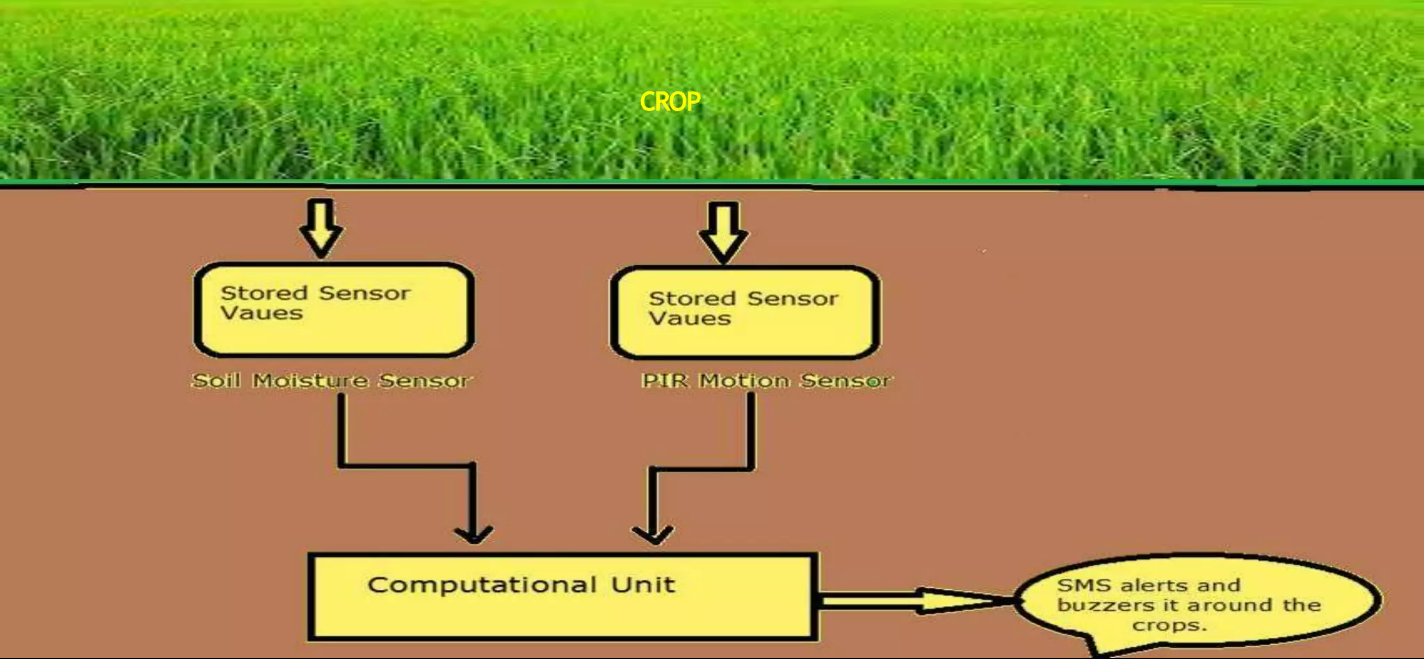 CROP
Stored Sensor
Vaues
Stored Sensor
Vaues
Soil Moisture Sensor
PIR Motion Sensor
Computational Unit
SMS alerts and
buzzers it around the
crops.